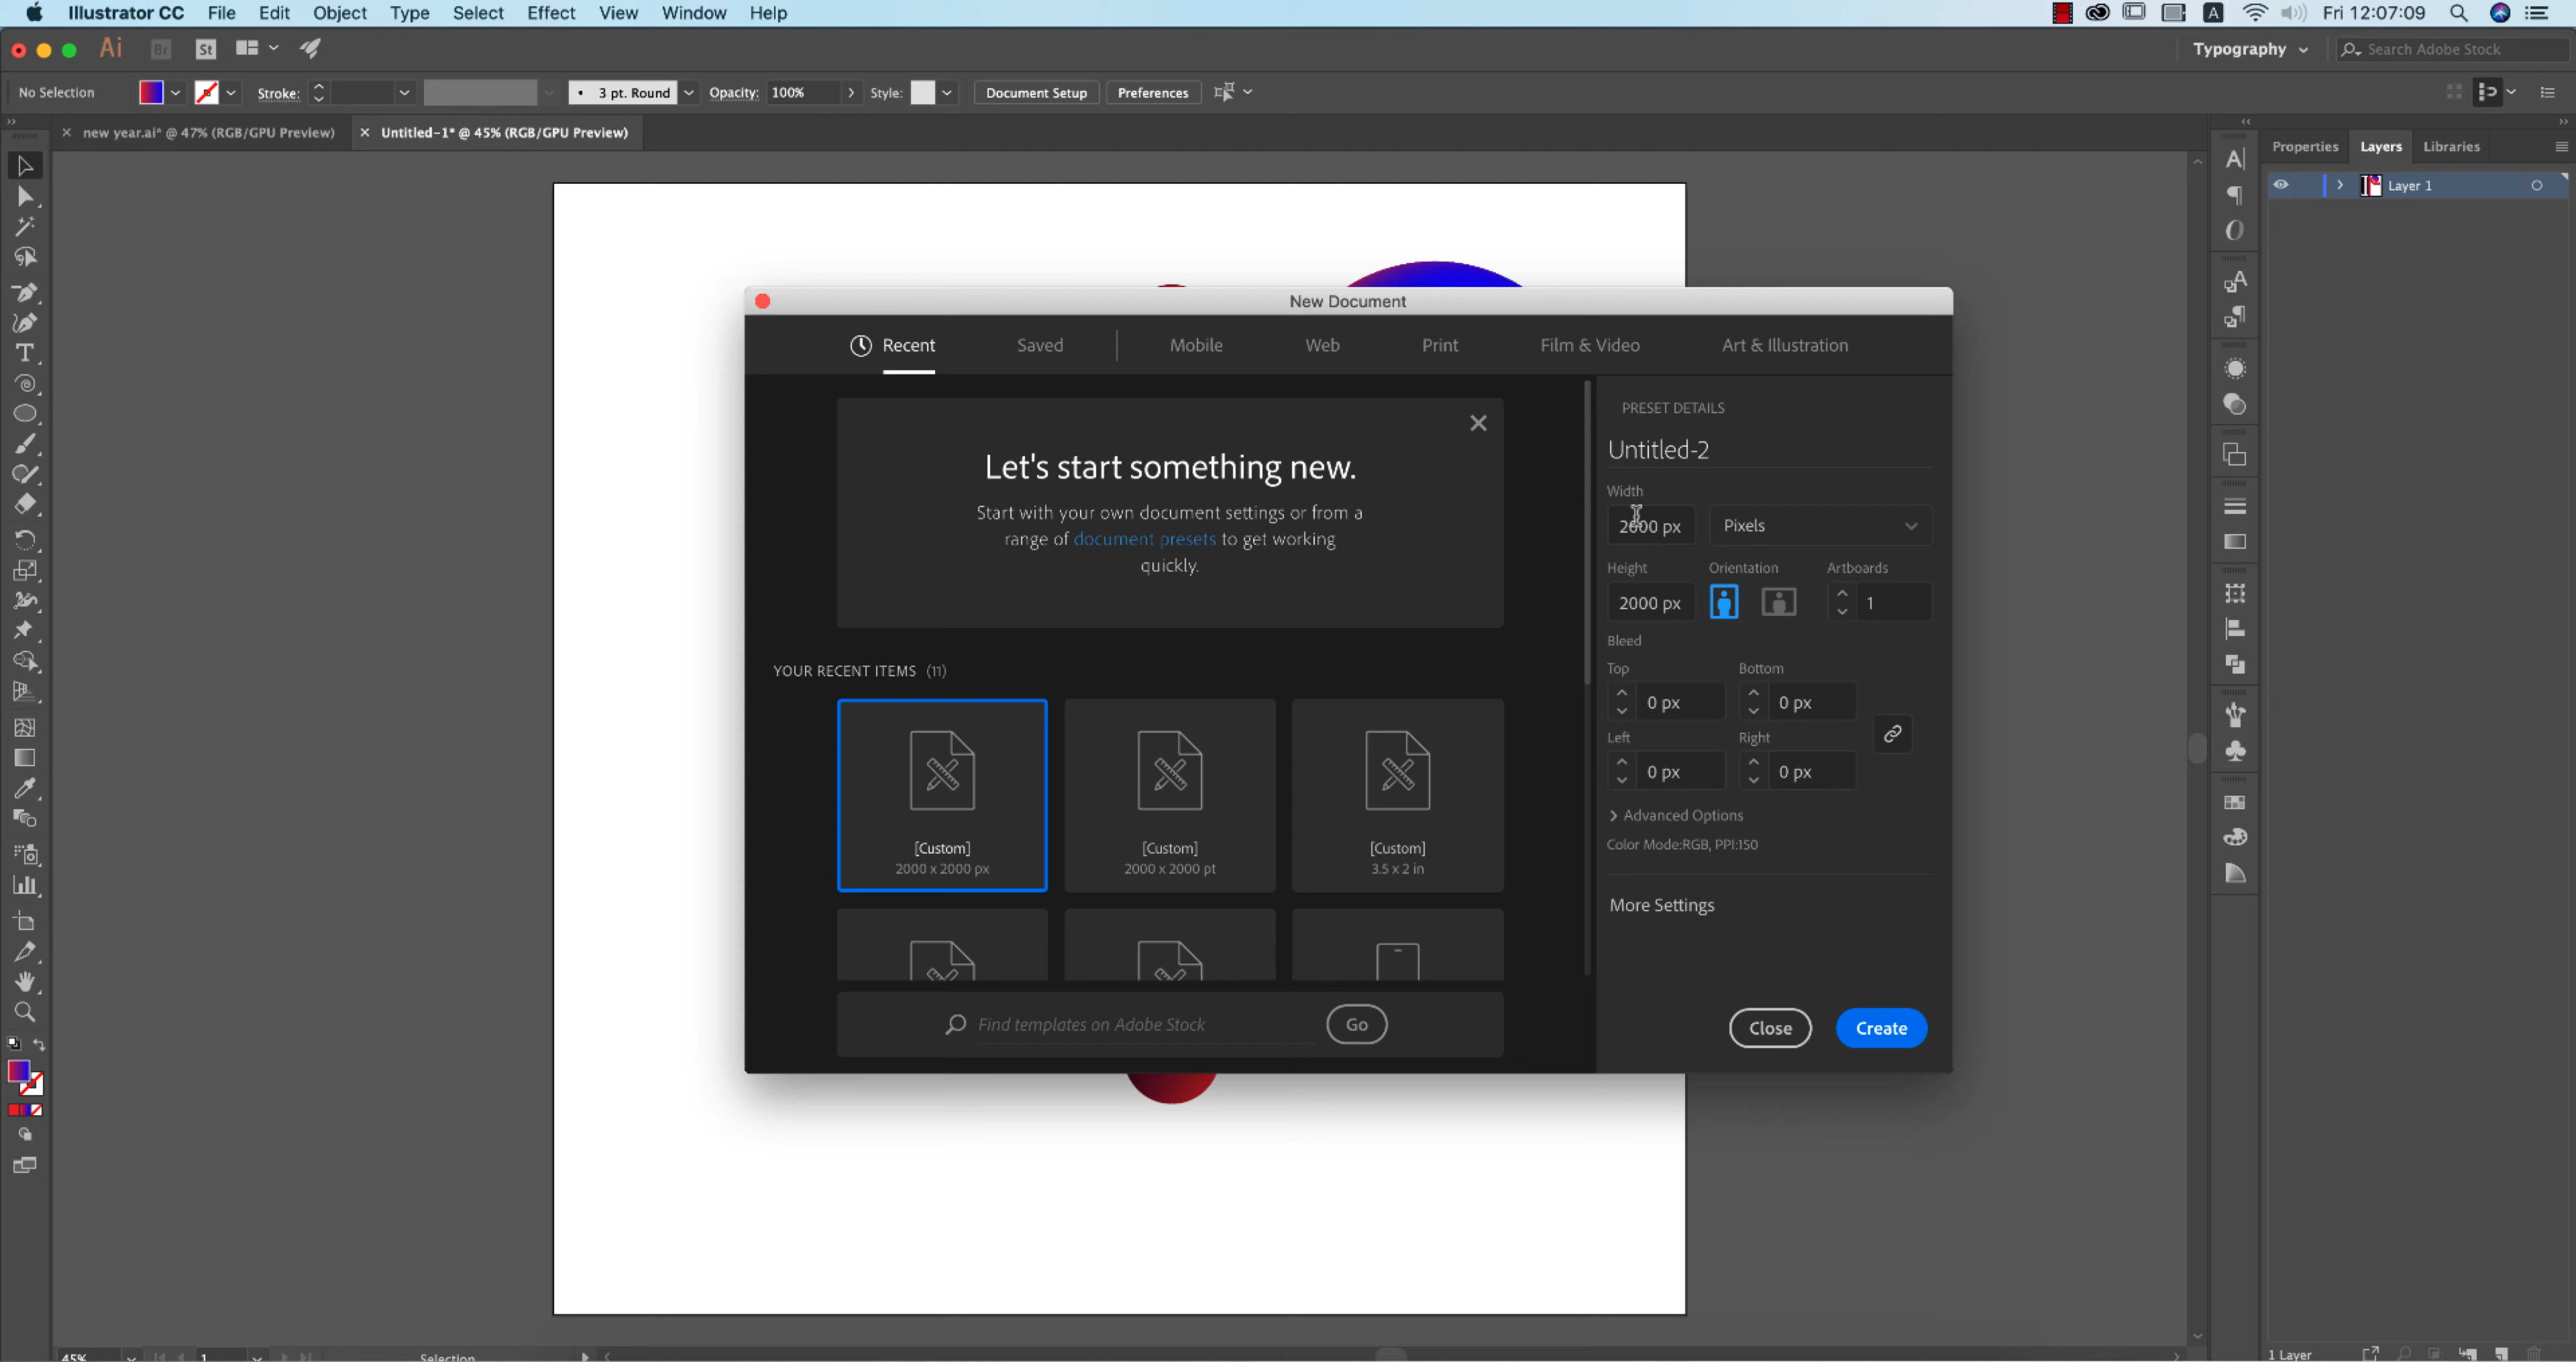 Illustrator CC File Edit Object Type Select Effect View Window Help
A Fri 12:07:09
Ai Br St
Typography Search Adobe Stock
No Selection Stroke: • 3 pt. Round Opacity: 100% Style: Document Setup Preferences
× new year.ai* @ 47% (RGB/GPU Preview) × Untitled-1* @ 45% (RGB/GPU Preview)
Properties Layers Libraries
Layer 1
New Document
Recent Saved Mobile Web Print Film & Video Art & Illustration
Let's start something new.
Start with your own document settings or from a
range of document presets to get working
quickly.
YOUR RECENT ITEMS (11)
[Custom]
2000 x 2000 px
[Custom]
2000 x 2000 pt
[Custom]
3.5 x 2 in
Find templates on Adobe Stock Go
PRESET DETAILS
Untitled-2
Width
2000 px Pixels
Height Orientation Artboards
2000 px 1
Bleed
Top Bottom
0 px 0 px
Left Right
0 px 0 px
Advanced Options
Color Mode:RGB, PPI:150
More Settings
Close Create
45% 1 Selection
1 Layer